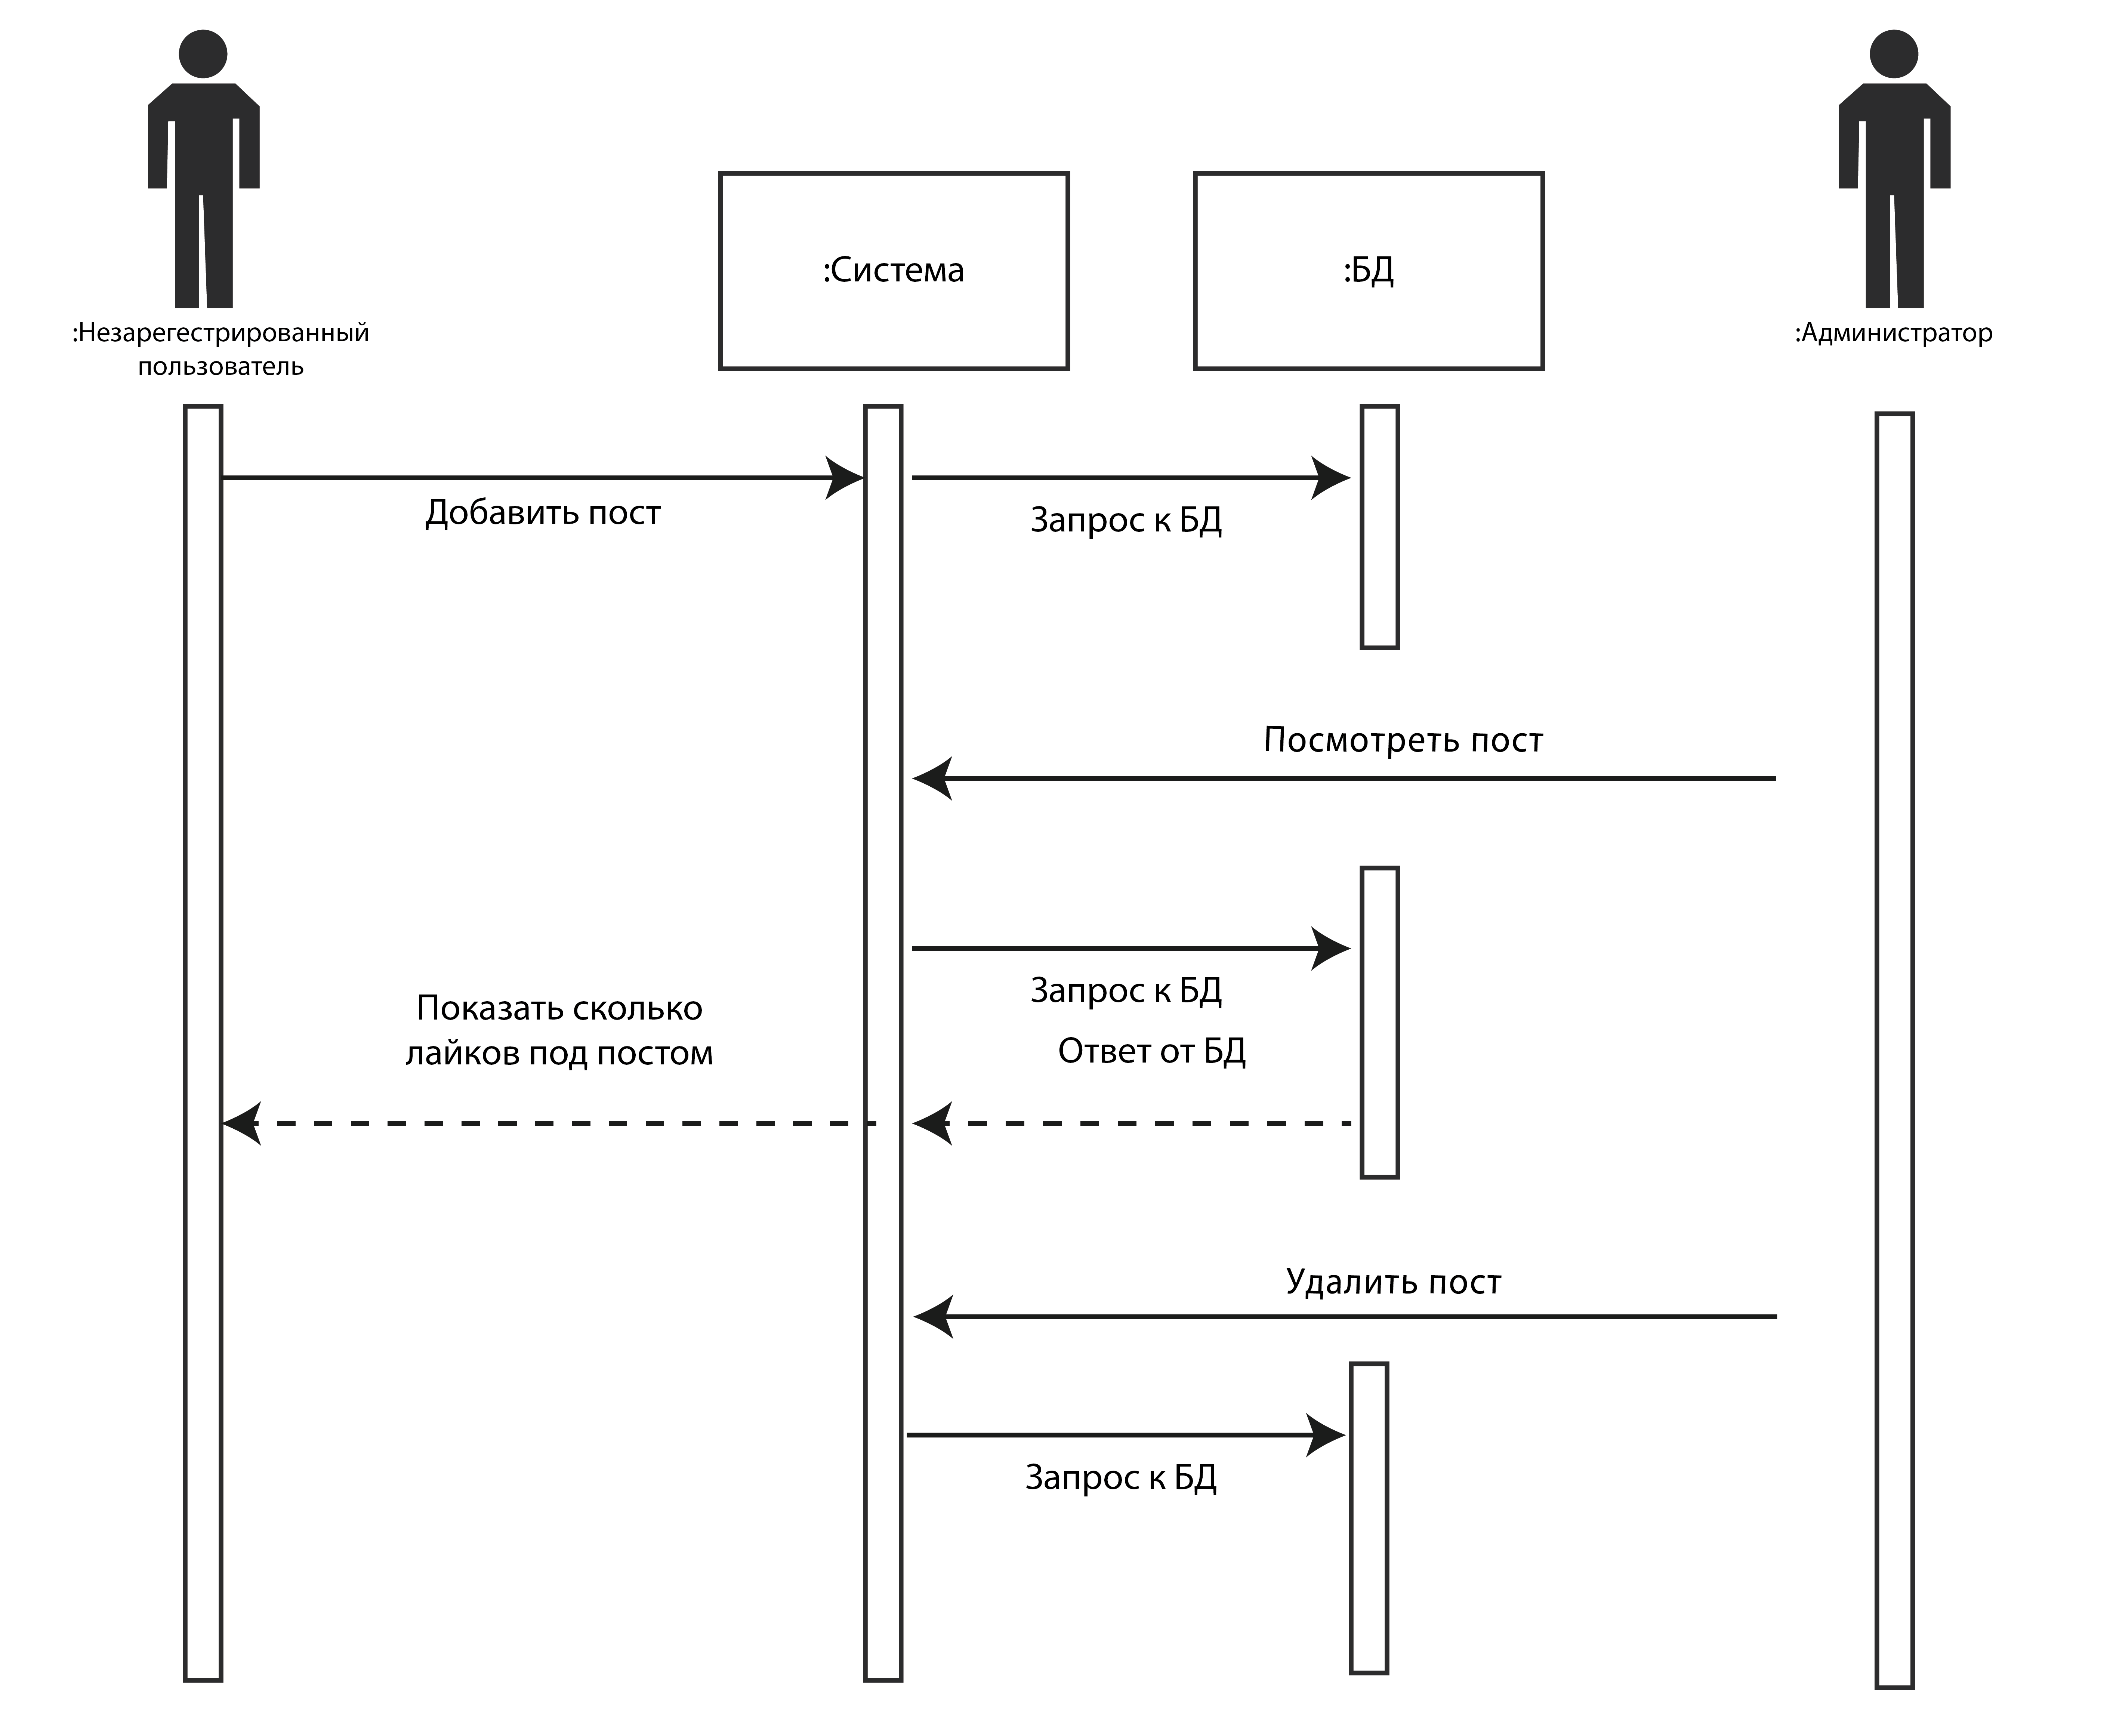 :Незарегестрированный
пользователь
:Система
:БД
:Администратор
Добавить пост
Запрос к БД
Посмотреть пост
Запрос к БД
Показать сколько
лайков под постом
Ответ от БД
Удалить пост
Запрос к БД